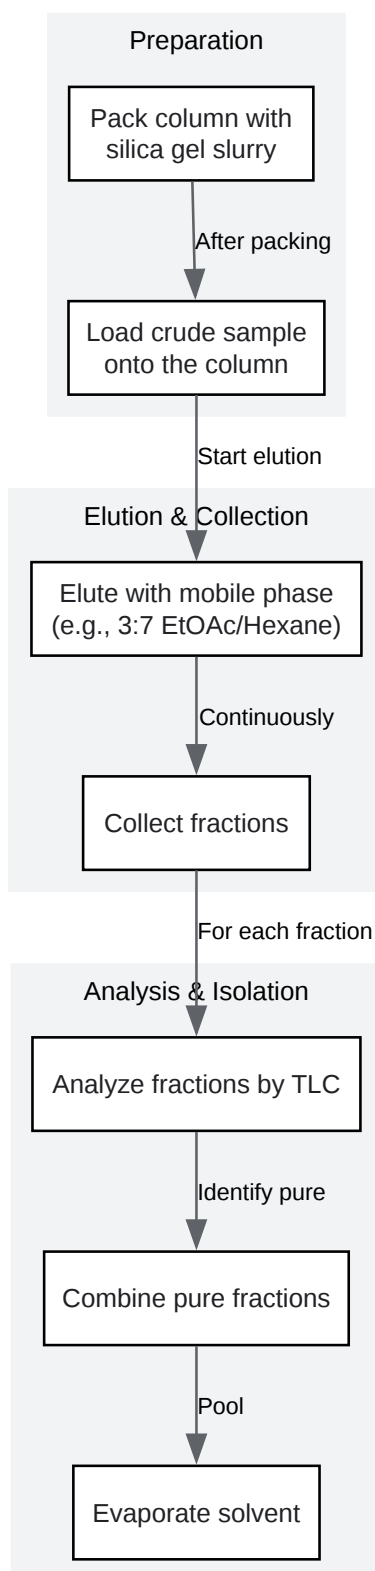 Preparation
Pack column with
silica gel slurry
After packing
Load crude sample
onto the column
Start elution
Elution & Collection
Elute with mobile phase
(e.g., 3:7 EtOAc/Hexane)
Continuously
Collect fractions
For each fraction
Analysis & Isolation
Analyze fractions by TLC
Identify pure
Combine pure fractions
Pool
Evaporate solvent